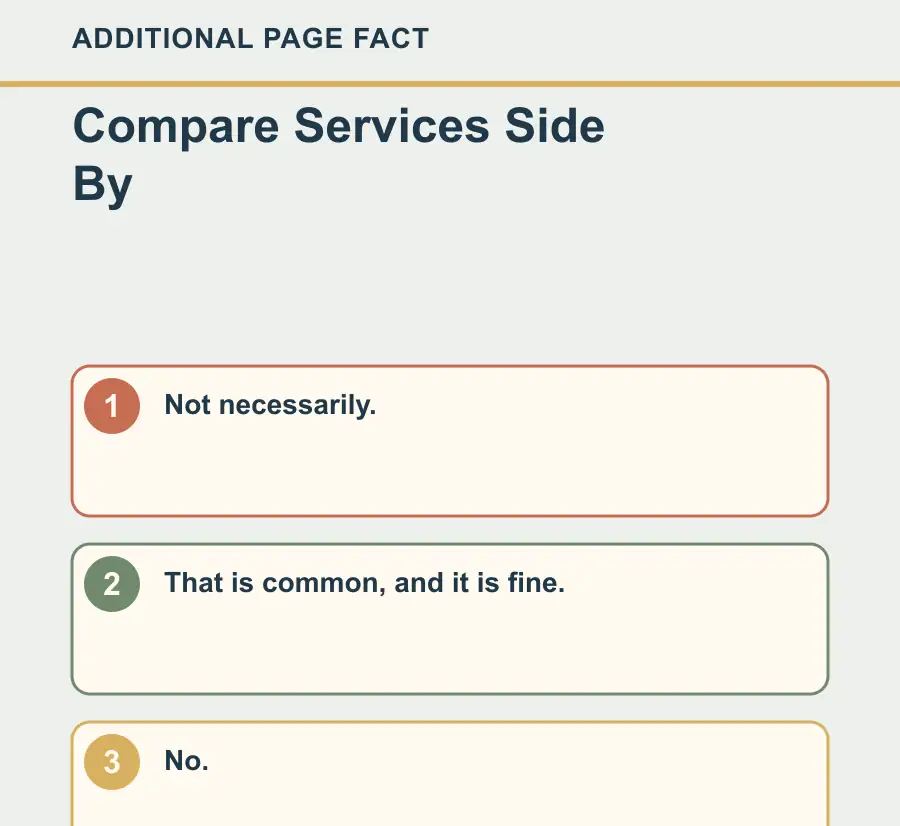 ADDITIONAL PAGE FACT
Compare Services Side
By
1 Not necessarily.
2 That is common, and it is fine.
3 No.